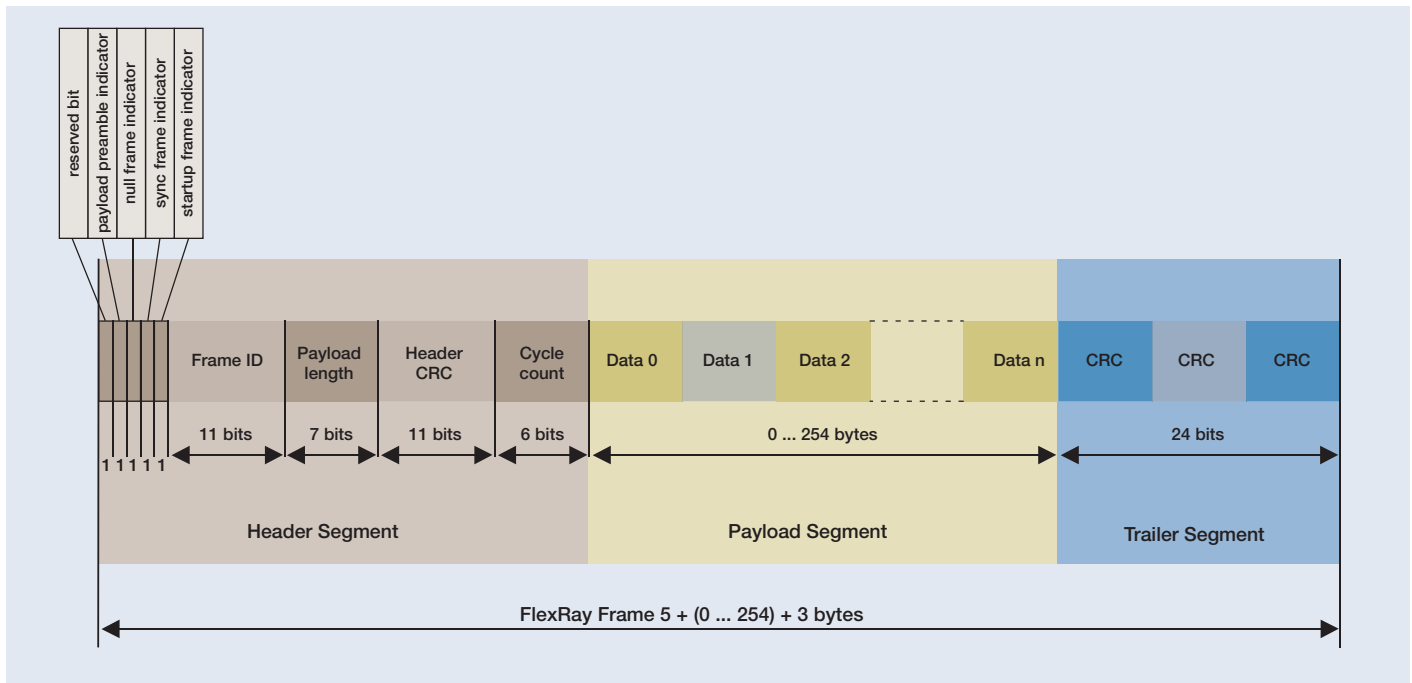 reserved bit
payload preamble indicator
null frame indicator
sync frame indicator
startup frame indicator
Frame ID
Payload
length
Header
CRC
Cycle
count
Data 0
Data 1
Data 2
Data n
CRC
CRC
CRC
11 bits
7 bits
11 bits
6 bits
0 ... 254 bytes
24 bits
1 1 1 1 1
Header Segment
Payload Segment
Trailer Segment
FlexRay Frame 5 + (0 ... 254) + 3 bytes